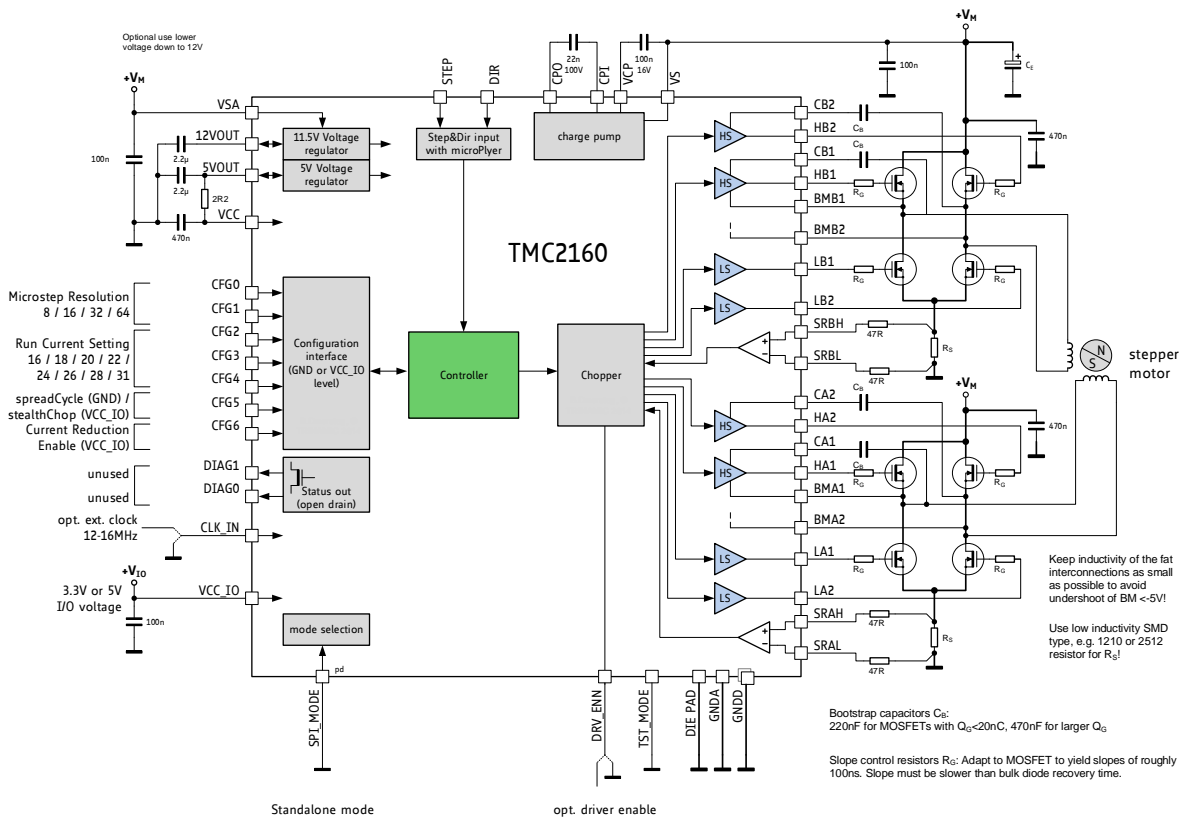 Optional use lower
voltage down to 12V
+VM
VSA
12VOUT
2.2µ
5VOUT
2.2µ
2R2
100n
VCC
470n
11.5V Voltage
regulator
5V Voltage
regulator
STEP
DIR
Step&Dir input
with microPlyer
22n
100V
CPO
CPI
100n
16V
VCP
VS
charge pump
+VM
100n
CE
470n
TMC2160
CB2
CB
HB2
CB
CB1
HB1
RG
RG
BMB1
BMB2
LB1
RG
RG
LB2
SRBH
47R
RS
SRBL
47R
HS
HS
LS
LS
+
−
N
S
stepper
motor
Microstep Resolution
8 / 16 / 32 / 64
Run Current Setting
16 / 18 / 20 / 22 /
24 / 26 / 28 / 31
spreadCycle (GND) /
stealthChop (VCC_IO)
Current Reduction
Enable (VCC_IO)
CFG0
CFG1
CFG2
CFG3
CFG4
CFG5
CFG6
Configuration
interface
(GND or VCC_IO
level)
Controller
Chopper
+VM
470n
CA2
CB
HA2
CA1
CB
HA1
RG
RG
BMA1
BMA2
LA1
RG
RG
LA2
SRAH
47R
RS
SRAL
47R
HS
HS
LS
LS
+
−
unused
unused
DIAG1
DIAG0
Status out
(open drain)
opt. ext. clock
12-16MHz
CLK_IN
+VIO
3.3V or 5V
I/O voltage
VCC_IO
100n
mode selection
pd
SPI_MODE
DRV_ENN
TST_MODE
DIE PAD
GNDA
GNDD
Keep inductivity of the fat
interconnections as small
as possible to avoid
undershoot of BM <-5V!
Use low inductivity SMD
type, e.g. 1210 or 2512
resistor for RS!
Bootstrap capacitors CB:
220nF for MOSFETs with QG<20nC, 470nF for larger QG
Slope control resistors RG: Adapt to MOSFET to yield slopes of roughly
100ns. Slope must be slower than bulk diode recovery time.
Standalone mode
opt. driver enable